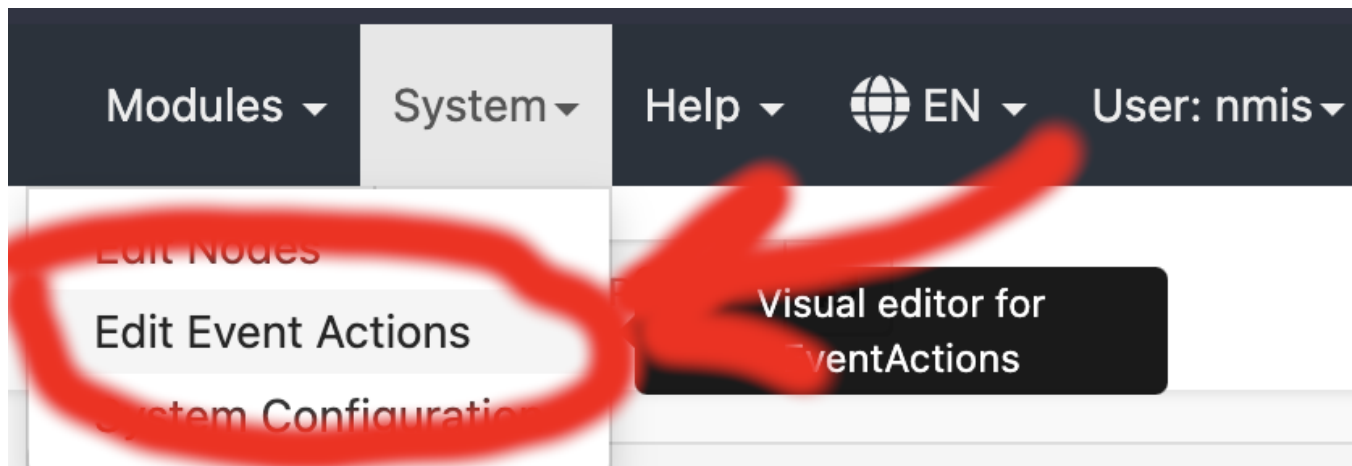 Modules System Help EN User: nmis
Edit Nodes
Edit Event Actions
Visual editor for
EventActions
System Configuration